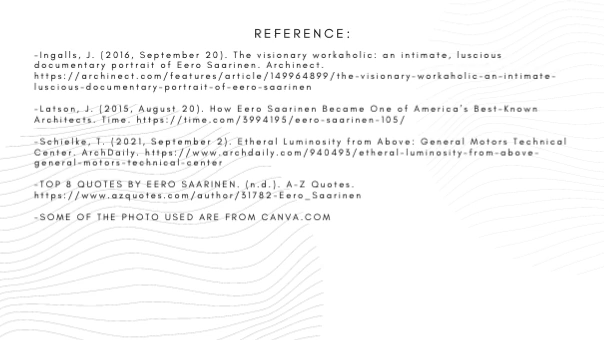 REFERENCE:
-Ingalls, J. (2016, September 20). The visionary workaholic: an intimate, luscious
documentary portrait of Eero Saarinen. Archinect.
https://archinect.com/features/article/149964899/the-visionary-workaholic-an-intimate-
luscious-documentary-portrait-of-eero-saarinen
-Latson, J. (2015, August 20). How Eero Saarinen Became One of America's Best-Known
Architects. Time. https://time.com/3994195/eero-saarinen-105/
-Schielke, T. (2021, September 2). Etheral Luminosity from Above: General Motors Technical
Center. ArchDaily. https://www.archdaily.com/940493/etheral-luminosity-from-above-
general-motors-technical-center
-TOP 8 QUOTES BY EERO SAARINEN. (n.d.). A-Z Quotes.
https://www.azquotes.com/author/31782-Eero_Saarinen
-SOME OF THE PHOTO USED ARE FROM CANVA.COM